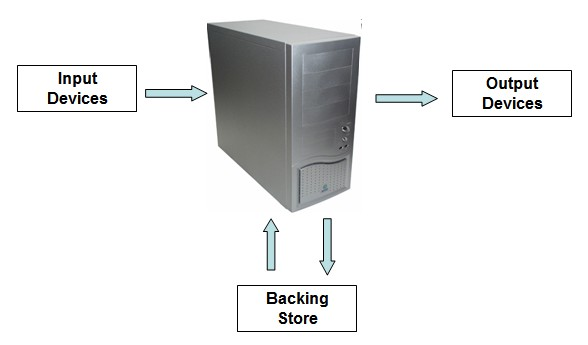 Input
Devices
Output
Devices
Backing
Store